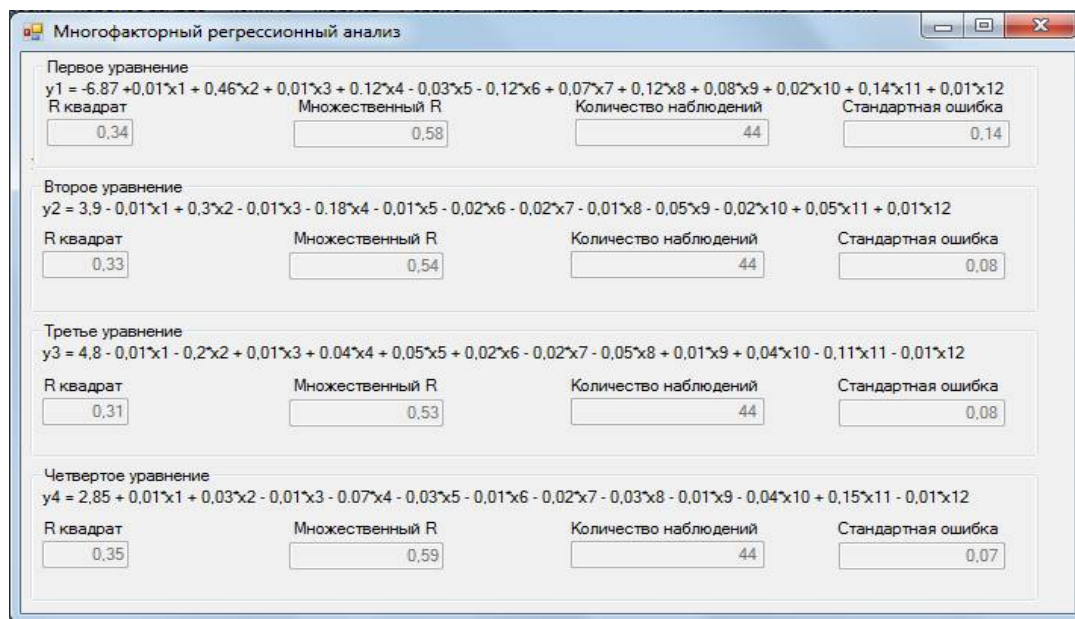 Многофакторный регрессионный анализ
Первое уравнение
y1 = -6.87 +0,01*x1 + 0,46*x2 + 0,01*x3 + 0.12*x4 - 0,03*x5 - 0,12*x6 + 0,07*x7 + 0,12*x8 + 0,08*x9 + 0,02*x10 + 0,14*x11 + 0,01*x12
R квадрат Множественный R Количество наблюдений Стандартная ошибка
0,34 0,58 44 0,14
Второе уравнение
y2 = 3,9 - 0,01*x1 + 0,3*x2 - 0,01*x3 - 0.18*x4 - 0,01*x5 - 0,02*x6 - 0,02*x7 - 0,01*x8 - 0,05*x9 - 0,02*x10 + 0,05*x11 + 0,01*x12
R квадрат Множественный R Количество наблюдений Стандартная ошибка
0,33 0,54 44 0,08
Третье уравнение
y3 = 4,8 - 0,01*x1 - 0,2*x2 + 0,01*x3 + 0.04*x4 + 0,05*x5 + 0,02*x6 - 0,02*x7 - 0,05*x8 + 0,01*x9 + 0,04*x10 - 0,11*x11 - 0,01*x12
R квадрат Множественный R Количество наблюдений Стандартная ошибка
0,31 0,53 44 0,08
Четвертое уравнение
y4 = 2,85 + 0,01*x1 + 0,03*x2 - 0,01*x3 - 0.07*x4 - 0,03*x5 - 0,01*x6 - 0,02*x7 - 0,03*x8 - 0,01*x9 - 0,04*x10 + 0,15*x11 - 0,01*x12
R квадрат Множественный R Количество наблюдений Стандартная ошибка
0,35 0,59 44 0,07